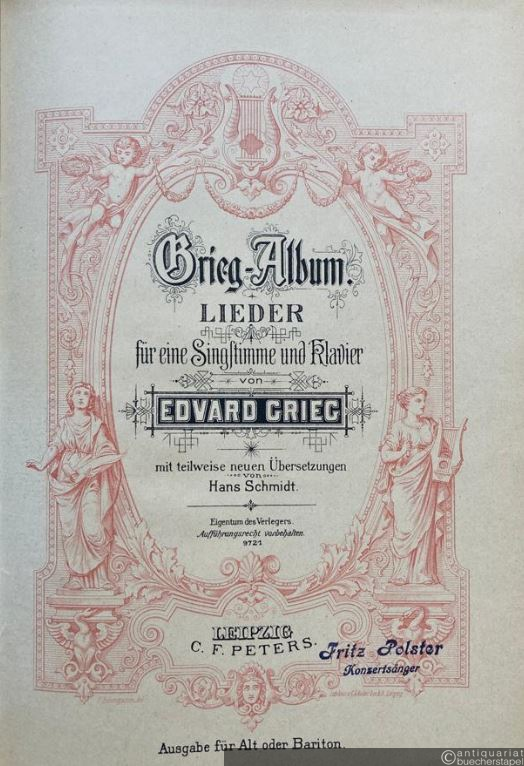 Grieg-Album.
LIEDER
für eine Singstimme und Klavier
von
EDVARD GRIEG
mit teilweise neuen Übersetzungen
von
Hans Schmidt.
Eigentum des Verlegers.
Aufführungsrecht vorbehalten.
9721
LEIPZIG
C. F. PETERS.
Fritz Polster
Konzertsänger
Ausgabe für Alt oder Bariton.
©antiquariat
buecherstapel